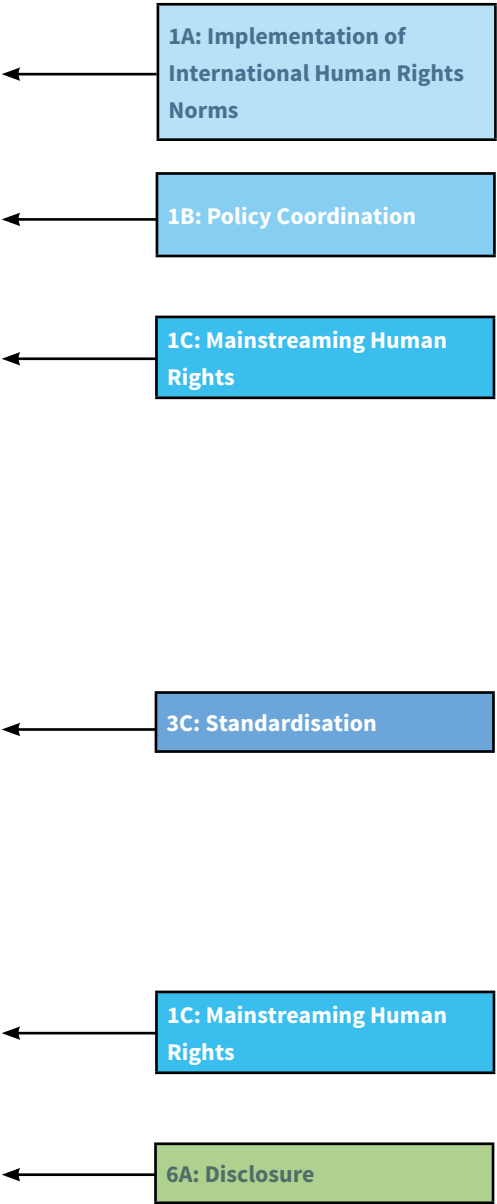 1A: Implementation of
International Human Rights
Norms
1B: Policy Coordination
1C: Mainstreaming Human
Rights
3C: Standardisation
1C: Mainstreaming Human
Rights
6A: Disclosure